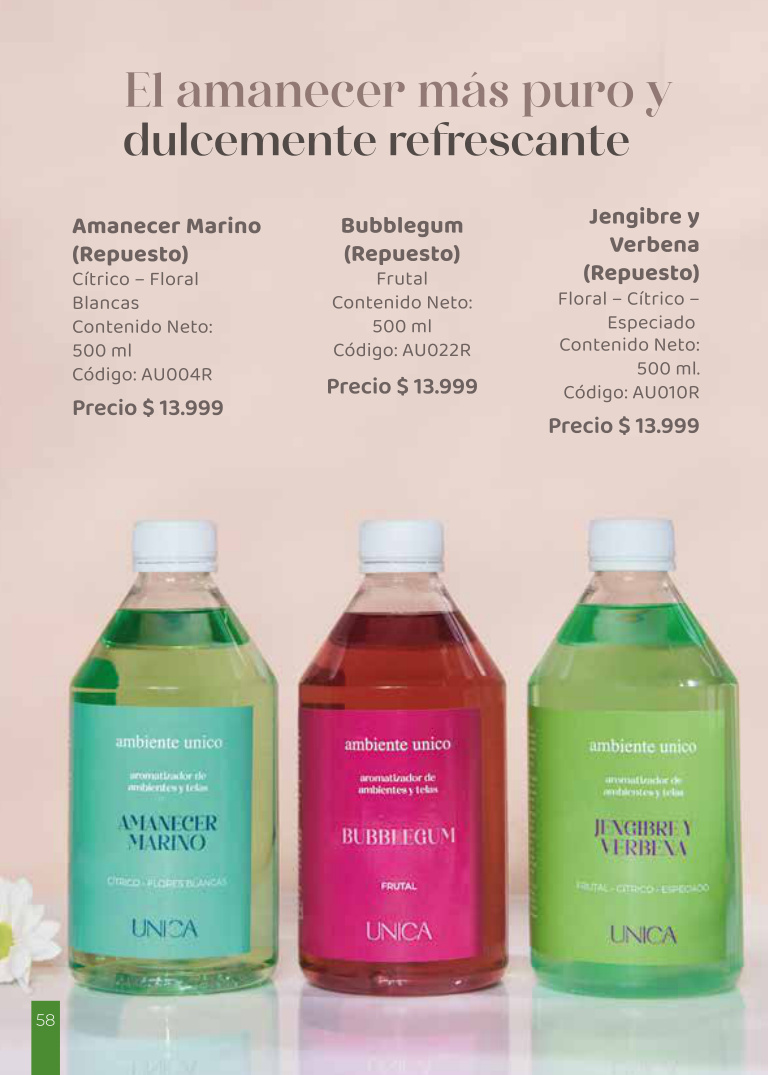 El amanecer más puro y
dulcemente refrescante
Amanecer Marino
(Repuesto)
Cítrico – Floral
Blancas
Contenido Neto:
500 ml
Código: AU004R
Precio $ 13.999
Bubblegum
(Repuesto)
Frutal
Contenido Neto:
500 ml
Código: AU022R
Precio $ 13.999
Jengibre y
Verbena
(Repuesto)
Floral – Cítrico –
Especiado
Contenido Neto:
500 ml.
Código: AU010R
Precio $ 13.999
ambiente unico
aromatizador de
ambientes y telas
AMANECER
MARINO
CÍTRICO - FLORES BLANCAS
UNICA
ambiente unico
aromatizador de
ambientes y telas
BUBBLEGUM
FRUTAL
UNICA
ambiente unico
aromatizador de
ambientes y telas
JENGIBRE Y
VERBENA
FRUTAL - CÍTRICO - ESPECIADO
UNICA
58